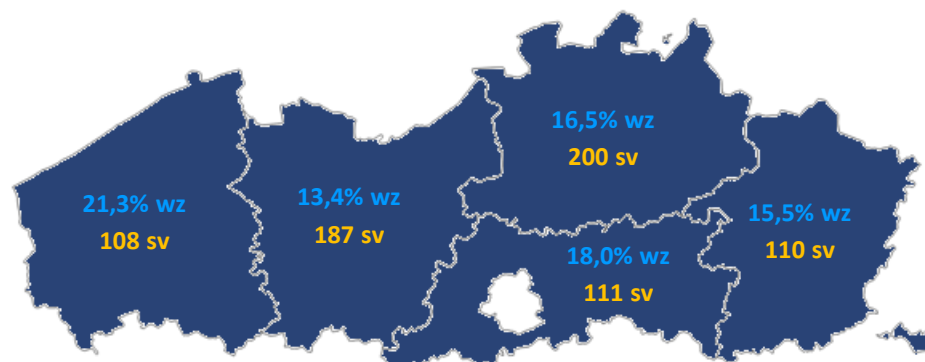 16,5% wz
200 sv
21,3% wz
108 sv
13,4% wz
187 sv
15,5% wz
110 sv
18,0% wz
111 sv